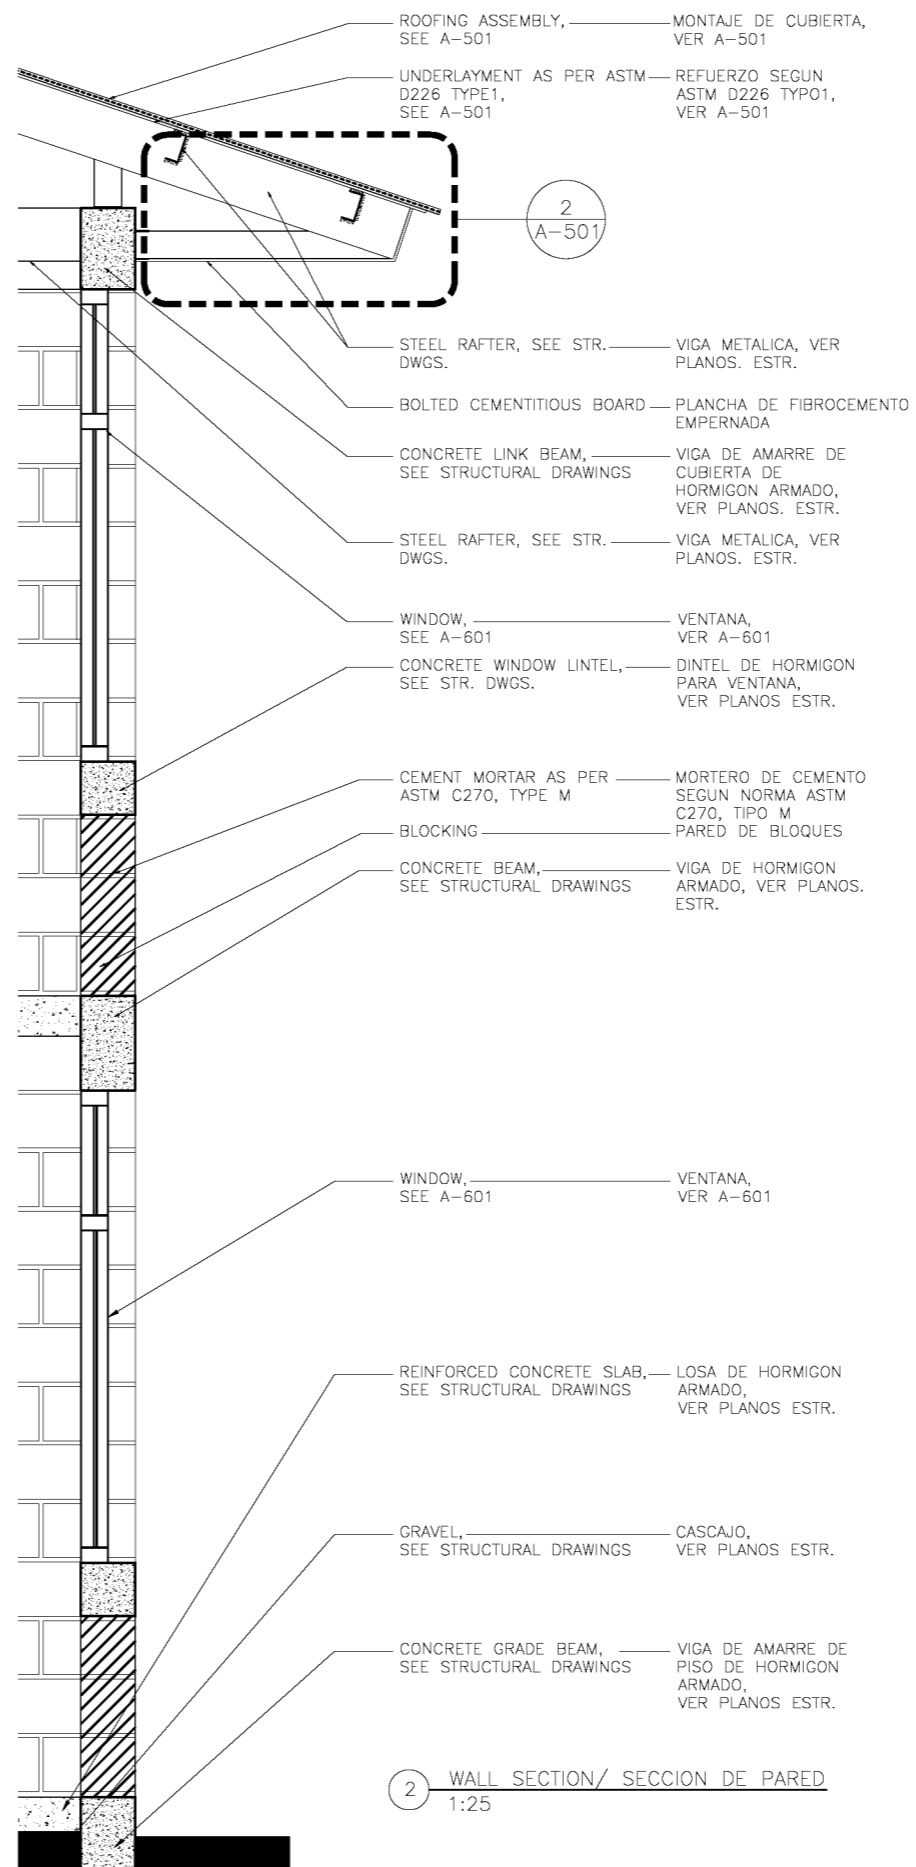 ROOFING ASSEMBLY,
SEE A-501
MONTAJE DE CUBIERTA,
VER A-501
UNDERLAYMENT AS PER ASTM
D226 TYPE1,
SEE A-501
REFUERZO SEGUN
ASTM D226 TYPO1,
VER A-501
2
A-501
STEEL RAFTER, SEE STR.
DWGS.
VIGA METALICA, VER
PLANOS. ESTR.
BOLTED CEMENTITIOUS BOARD
PLANCHA DE FIBROCEMENTO
EMPERNADA
CONCRETE LINK BEAM,
SEE STRUCTURAL DRAWINGS
VIGA DE AMARRE DE
CUBIERTA DE
HORMIGON ARMADO,
VER PLANOS. ESTR.
STEEL RAFTER, SEE STR.
DWGS.
VIGA METALICA, VER
PLANOS. ESTR.
WINDOW,
SEE A-601
VENTANA,
VER A-601
CONCRETE WINDOW LINTEL,
SEE STR. DWGS.
DINTEL DE HORMIGON
PARA VENTANA,
VER PLANOS ESTR.
CEMENT MORTAR AS PER
ASTM C270, TYPE M
MORTERO DE CEMENTO
SEGUN NORMA ASTM
C270, TIPO M
BLOCKING
PARED DE BLOQUES
CONCRETE BEAM,
SEE STRUCTURAL DRAWINGS
VIGA DE HORMIGON
ARMADO, VER PLANOS.
ESTR.
WINDOW,
SEE A-601
VENTANA,
VER A-601
REINFORCED CONCRETE SLAB,
SEE STRUCTURAL DRAWINGS
LOSA DE HORMIGON
ARMADO,
VER PLANOS ESTR.
GRAVEL,
SEE STRUCTURAL DRAWINGS
CASCAJO,
VER PLANOS ESTR.
CONCRETE GRADE BEAM,
SEE STRUCTURAL DRAWINGS
VIGA DE AMARRE DE
PISO DE HORMIGON
ARMADO,
VER PLANOS ESTR.
2
WALL SECTION/ SECCION DE PARED
1:25